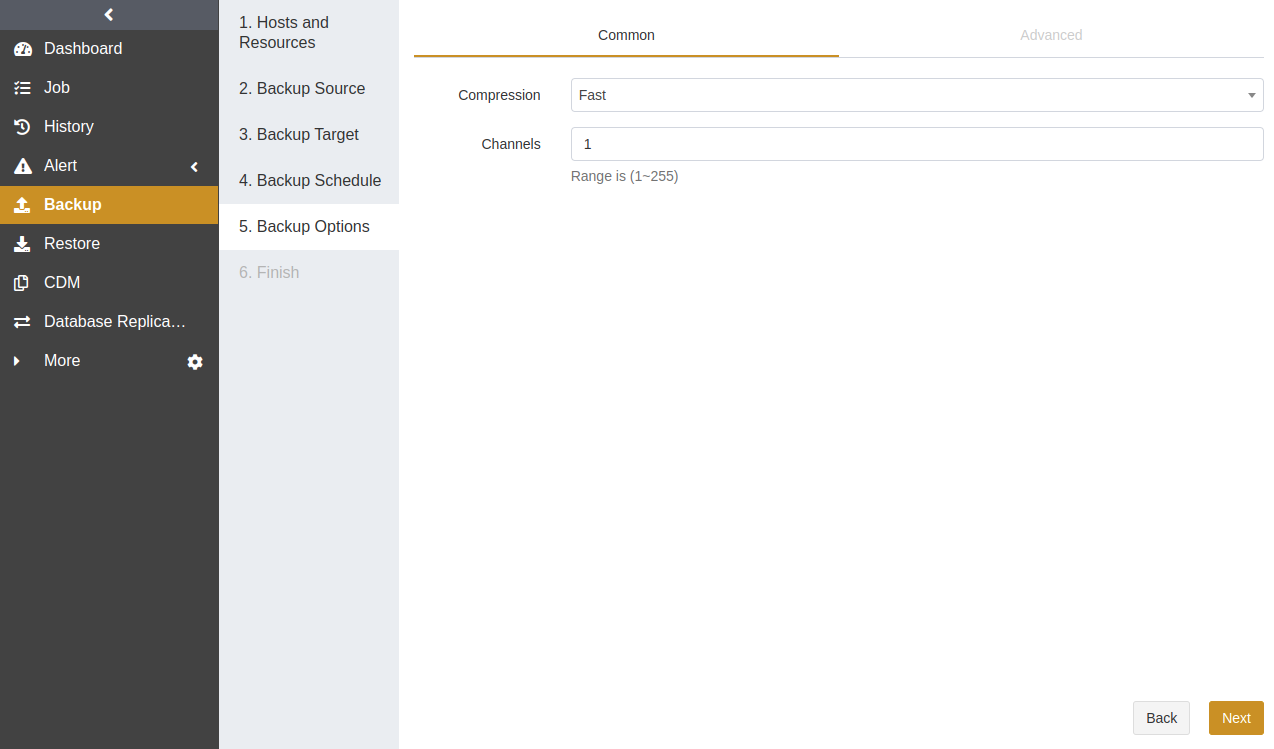 Dashboard
Job
History
Alert
Backup
Restore
CDM
Database Replica…
More
1. Hosts and
Resources
2. Backup Source
3. Backup Target
4. Backup Schedule
5. Backup Options
6. Finish
Common
Advanced
Compression
Fast
Channels
1
Range is (1~255)
Back
Next